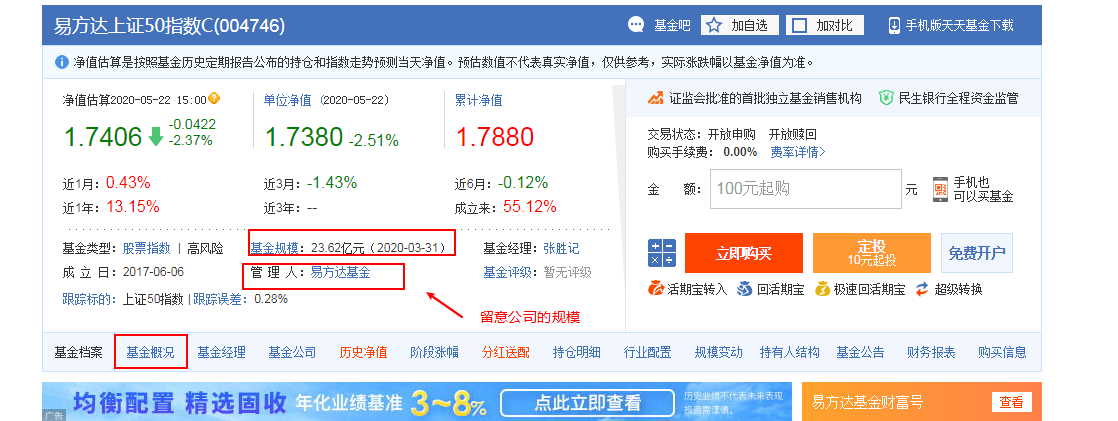 易方达上证50指数C(004746)
基金吧 加自选 加对比 手机版天天基金下载
净值估算是按照基金历史定期报告公布的持仓和指数走势预测当天净值。预估数值不代表真实净值，仅供参考，实际涨跌幅以基金净值为准。
净值估算2020-05-22 15:00 单位净值 (2020-05-22) 累计净值
1.7406 -0.0422 -2.37% 1.7380 -2.51% 1.7880
近1月： 0.43% 近3月： -1.43% 近6月： -0.12%
近1年： 13.15% 近3年： -- 成立来： 55.12%
基金类型：股票指数 | 高风险 基金规模：23.62亿元（2020-03-31） 基金经理：张胜记
成 立 日：2017-06-06 管 理 人：易方达基金 基金评级：暂无评级
跟踪标的：上证50指数 | 跟踪误差：0.28%
留意公司的规模
证监会批准的首批独立基金销售机构 民生银行全程资金监管
交易状态：开放申购 开放赎回
购买手续费： 0.00% 费率详情>
金 额： 100元起购 元 手机也
可以买基金
立即购买 定投 免费开户
10元起投
活期宝转入 回活期宝 极速回活期宝 超级转换
基金档案 基金概况 基金经理 基金公司 历史净值 阶段涨幅 分红送配 持仓明细 行业配置 规模变动 持有人结构 基金公告 财务报表 购买信息
均衡配置 精选固收 年化业绩基准 3~8% 点此立即查看 历史业绩不代表未来表现
投资需谨慎。
广告
易方达基金财富号 查看